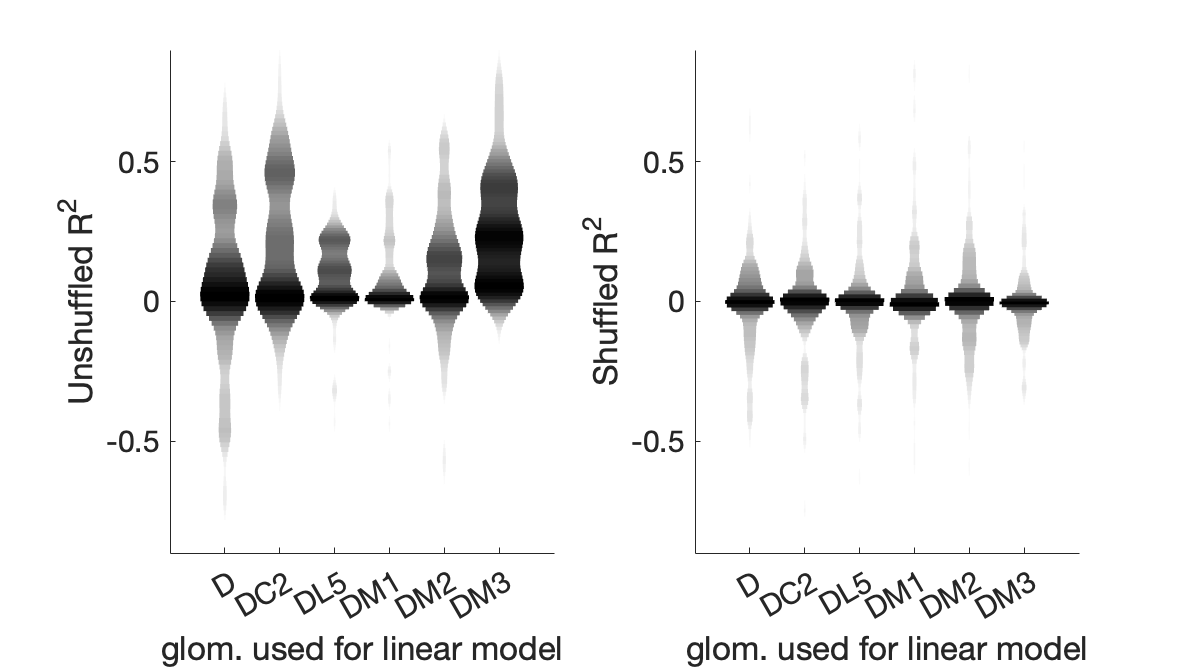 Unshuffled R²
0.5
0
-0.5
D DC2 DL5 DM1 DM2 DM3
glom. used for linear model
Shuffled R²
0.5
0
-0.5
D DC2 DL5 DM1 DM2 DM3
glom. used for linear model